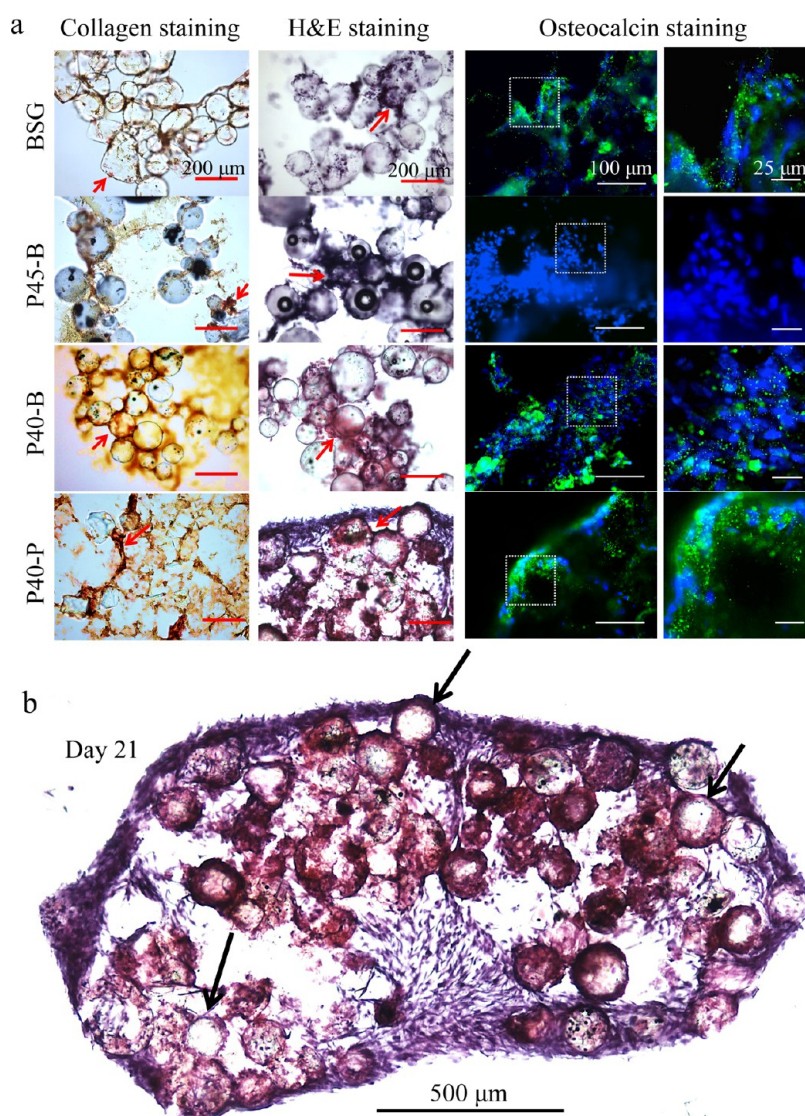 a
Collagen staining H&E staining Osteocalcin staining
BSG
200 μm 200 μm 100 μm 25 μm
P45-B
P40-B
P40-P
b
Day 21
500 μm